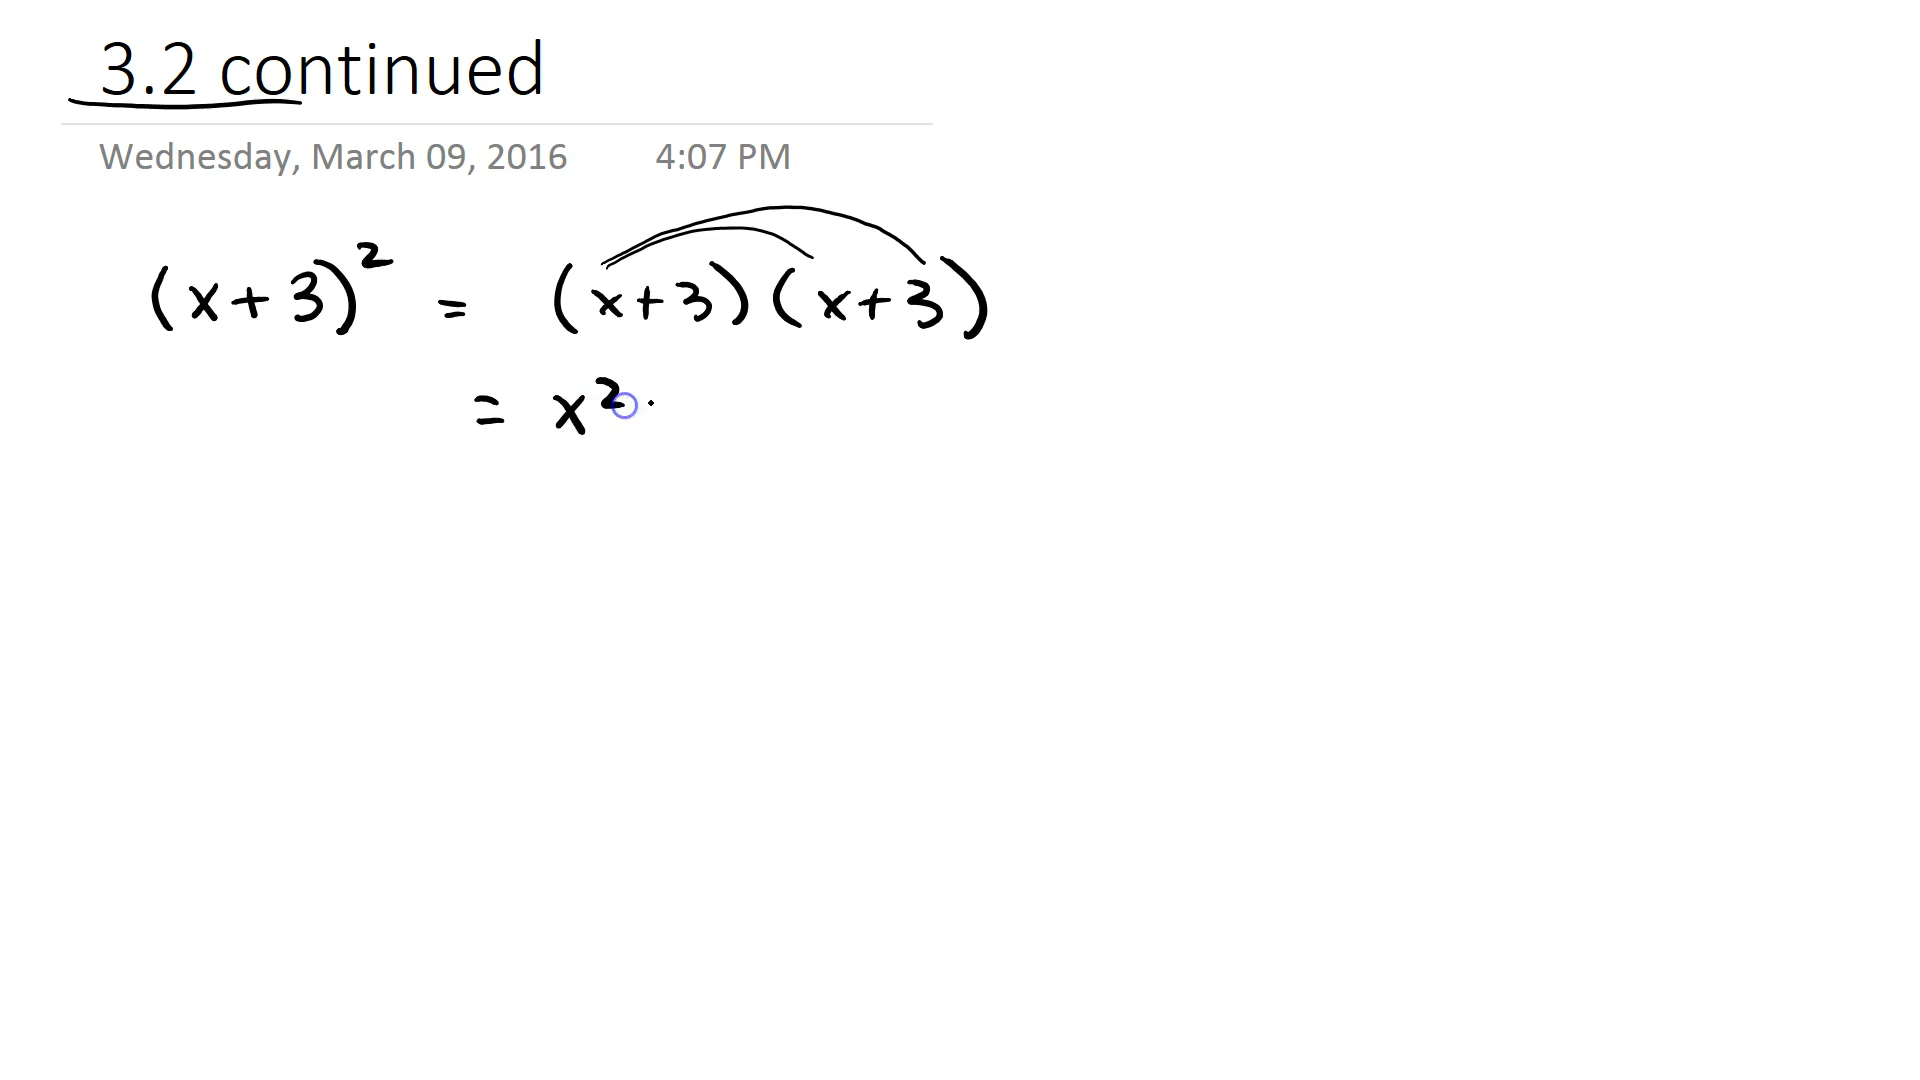 3.2 continued
Wednesday, March 09, 2016 4:07 PM
(x+3)² = (x+3)(x+3)
= x²